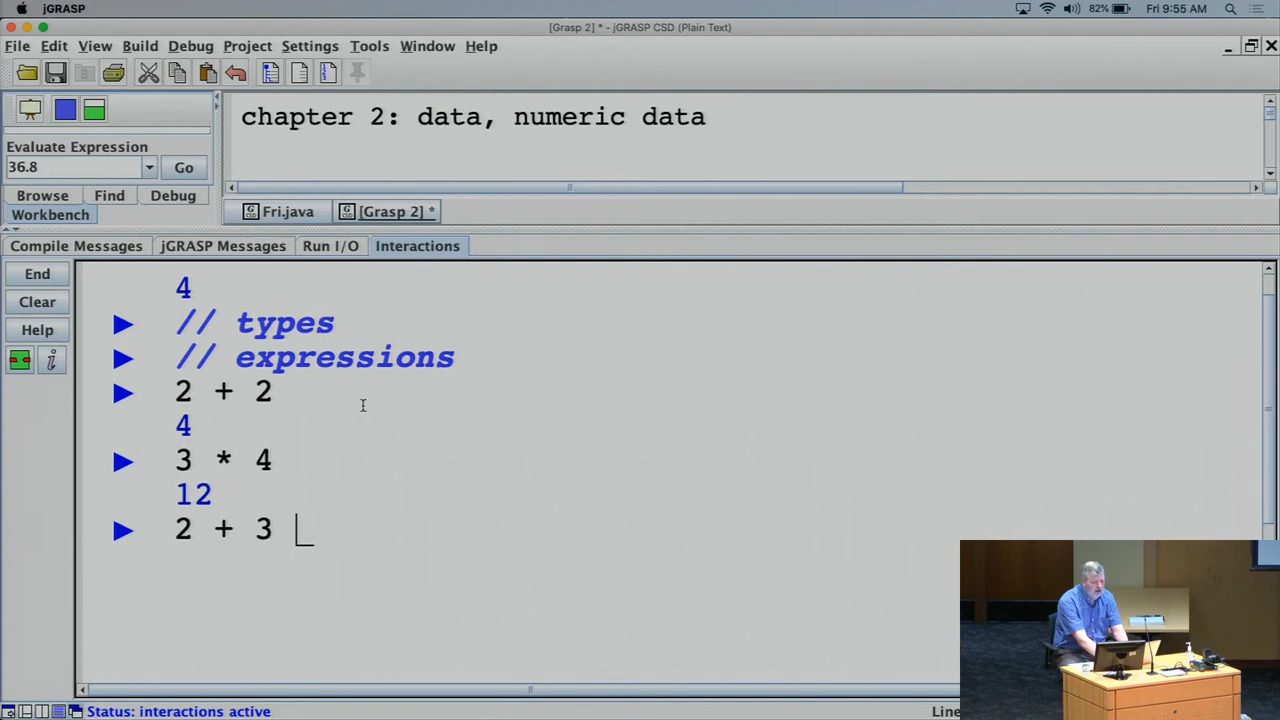 jGRASP
82%
Fri 9:55 AM
[Grasp 2] * - jGRASP CSD (Plain Text)
File Edit View Build Debug Project Settings Tools Window Help
chapter 2: data, numeric data
Evaluate Expression
36.8
Go
Browse Find Debug
Workbench
Fri.java
[Grasp 2] *
Compile Messages jGRASP Messages Run I/O Interactions
End
Clear
Help
4
// types
// expressions
2 + 2
4
3 * 4
12
2 + 3
Status: interactions active
Line